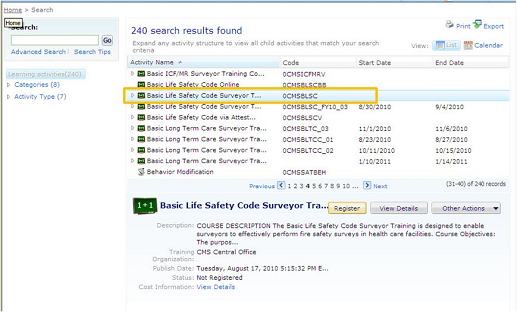 Home > Search
Home
Search:
Go
Advanced Search | Search Tips
Learning activities(240)
Categories (8)
Activity Type (7)
240 search results found
Print Export
Expand any activity structure to view all child activities that match your search
criteria
View: List Calendar
Activity Name Code Start Date End Date
Basic ICF/MR Surveyor Training Co... 0CMSICFMRV
Basic Life Safety Code Online 0CMSBLSCBB
Basic Life Safety Code Surveyor T... 0CMSBLSC
Basic Life Safety Code Surveyor T... 0CMSBLSC_FY10_03 8/30/2010 9/4/2010
Basic Life Safety Code via Attest... 0CMSBLSCV
Basic Long Term Care Surveyor Tra... 0CMSBLTC_03 11/1/2010 11/6/2010
Basic Long Term Care Surveyor Tra... 0CMSBLTCC_01 8/23/2010 8/27/2010
Basic Long Term Care Surveyor Tra... 0CMSBLTCC_02 10/11/2010 10/15/2010
Basic Long Term Care Surveyor Tra... 1/10/2011 1/14/2011
Behavior Modification 0CMSSATBEH
Previous 1 2 3 4 5 6 7 8 9 10 ... Next (31-40) of 240 records
1+1 Basic Life Safety Code Surveyor Tra... Register View Details Other Actions
Description: COURSE DESCRIPTION The Basic Life Safety Code Surveyor Training is designed to enable
surveyors to effectively perform fire safety surveys in health care facilities. Course Objectives:
The purpos...
Training CMS Central Office
Organization:
Publish Date: Tuesday, August 17, 2010 5:15:32 PM E...
Status: Not Registered
Cost Information: View Details